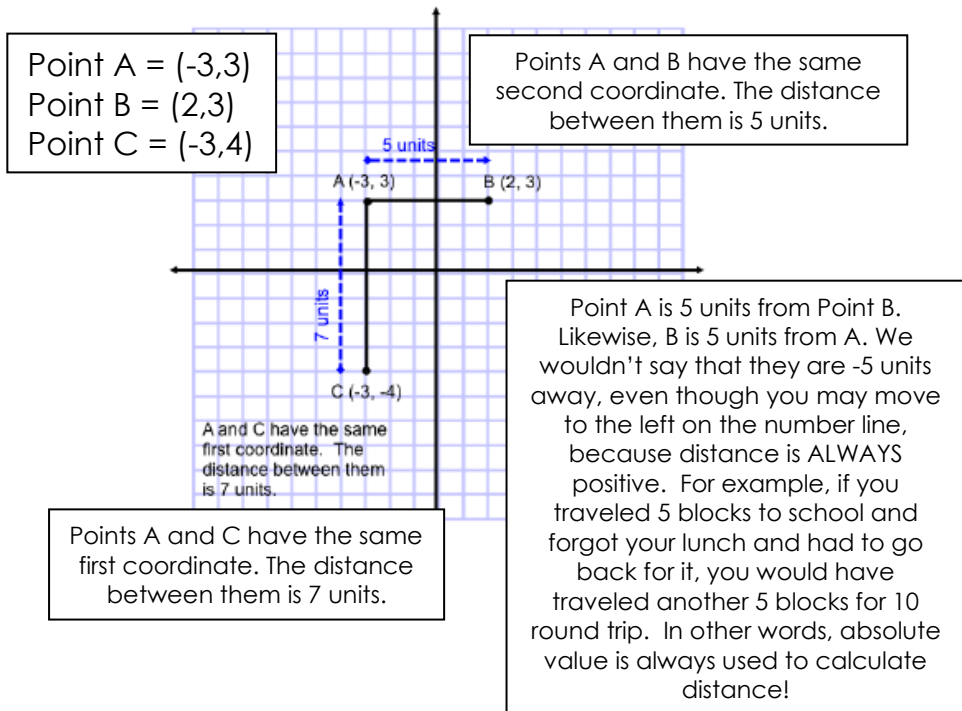 Point A = (-3,3)
Point B = (2,3)
Point C = (-3,4)
Points A and B have the same
second coordinate. The distance
between them is 5 units.
5 units
A (-3, 3)
B (2, 3)
7 units
C (-3, -4)
A and C have the same
first coordinate. The
distance between them
is 7 units.
Points A and C have the same
first coordinate. The distance
between them is 7 units.
Point A is 5 units from Point B.
Likewise, B is 5 units from A. We
wouldn’t say that they are -5 units
away, even though you may move
to the left on the number line,
because distance is ALWAYS
positive. For example, if you
traveled 5 blocks to school and
forgot your lunch and had to go
back for it, you would have
traveled another 5 blocks for 10
round trip. In other words, absolute
value is always used to calculate
distance!